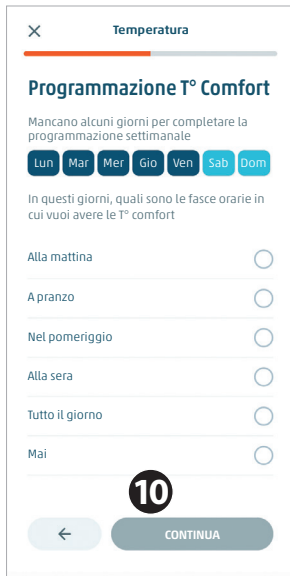 Temperatura
Programmazione T° Comfort
Mancano alcuni giorni per completare la
programmazione settimanale
Lun Mar Mer Gio Ven Sab Dom
In questi giorni, quali sono le fasce orarie in
cui vuoi avere le T° comfort
Alla mattina
A pranzo
Nel pomeriggio
Alla sera
Tutto il giorno
Mai
10
CONTINUA